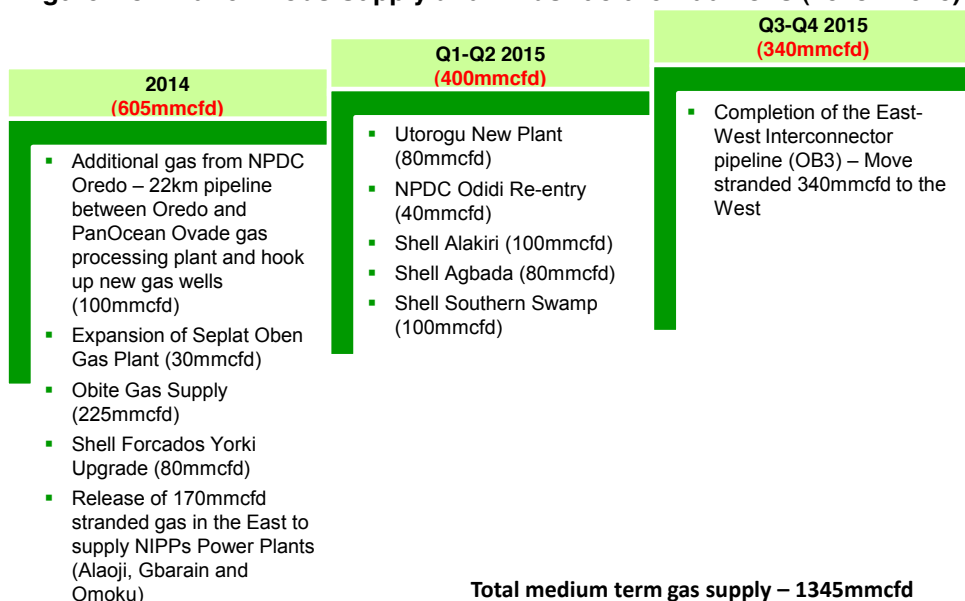 Gas Supply and
2014
(605mmcfd)
▪ Additional gas from NPDC
Oredo – 22km pipeline
between Oredo and
PanOcean Ovade gas
processing plant and hook
up new gas wells
(100mmcfd)
▪ Expansion of Seplat Oben
Gas Plant (30mmcfd)
▪ Obite Gas Supply
(225mmcfd)
▪ Shell Forcados Yorki
Upgrade (80mmcfd)
▪ Release of 170mmcfd
stranded gas in the East to
supply NIPPs Power Plants
(Alaoji, Gbarain and
Omoku)
Q1-Q2 2015
(400mmcfd)
▪ Utorogu New Plant
(80mmcfd)
▪ NPDC Odidi Re-entry
(40mmcfd)
▪ Shell Alakiri (100mmcfd)
▪ Shell Agbada (80mmcfd)
▪ Shell Southern Swamp
(100mmcfd)
Q3-Q4 2015
(340mmcfd)
▪ Completion of the East-
West Interconnector
pipeline (OB3) – Move
stranded 340mmcfd to the
West
Total medium term gas supply – 1345mmcfd